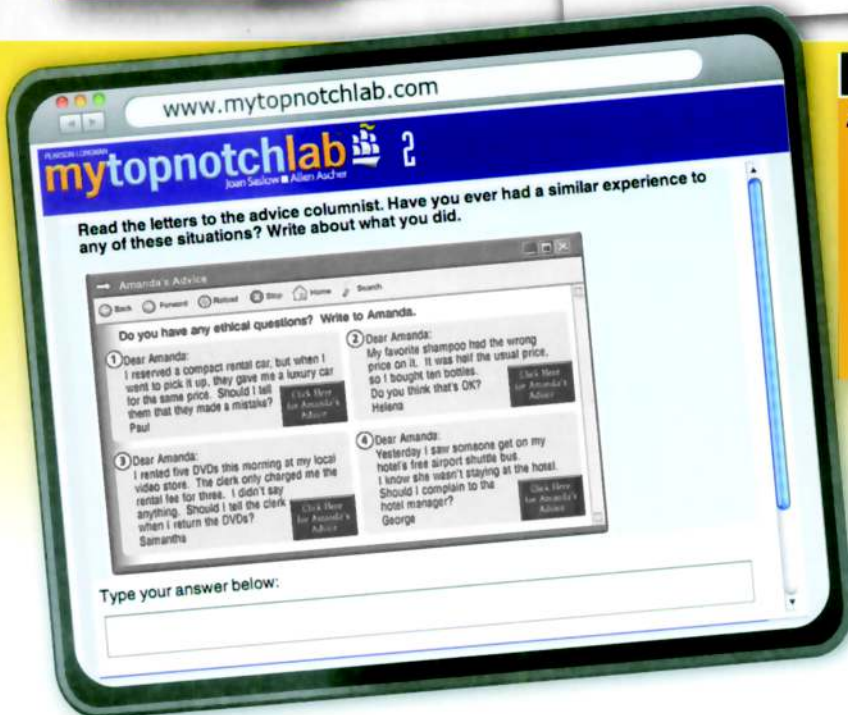 www.mytopnotchlab.com
PEARSON LONGMAN
mytopnotchlab 2
Joan Saslow ■ Allen Ascher
Read the letters to the advice columnist. Have you ever had a similar experience to
any of these situations? Write about what you did.
Amanda's Advice
Back Forward Reload Stop Home Search
Do you have any ethical questions? Write to Amanda.
1 Dear Amanda:
I reserved a compact rental car, but when I
went to pick it up, they gave me a luxury car
for the same price. Should I tell
them that they made a mistake?
Paul
Click Here
for Amanda's
Advice
2 Dear Amanda:
My favorite shampoo had the wrong
price on it. It was half the usual price,
so I bought ten bottles.
Do you think that's OK?
Helena
Click Here
for Amanda's
Advice
3 Dear Amanda:
I rented five DVDs this morning at my local
video store. The clerk only charged me the
rental fee for three. I didn't say
anything. Should I tell the clerk
when I return the DVDs?
Samantha
Click Here
for Amanda's
Advice
4 Dear Amanda:
Yesterday I saw someone get on my
hotel's free airport shuttle bus.
I know she wasn't staying at the hotel.
Should I complain to the
hotel manager?
George
Click Here
for Amanda's
Advice
Type your answer below: